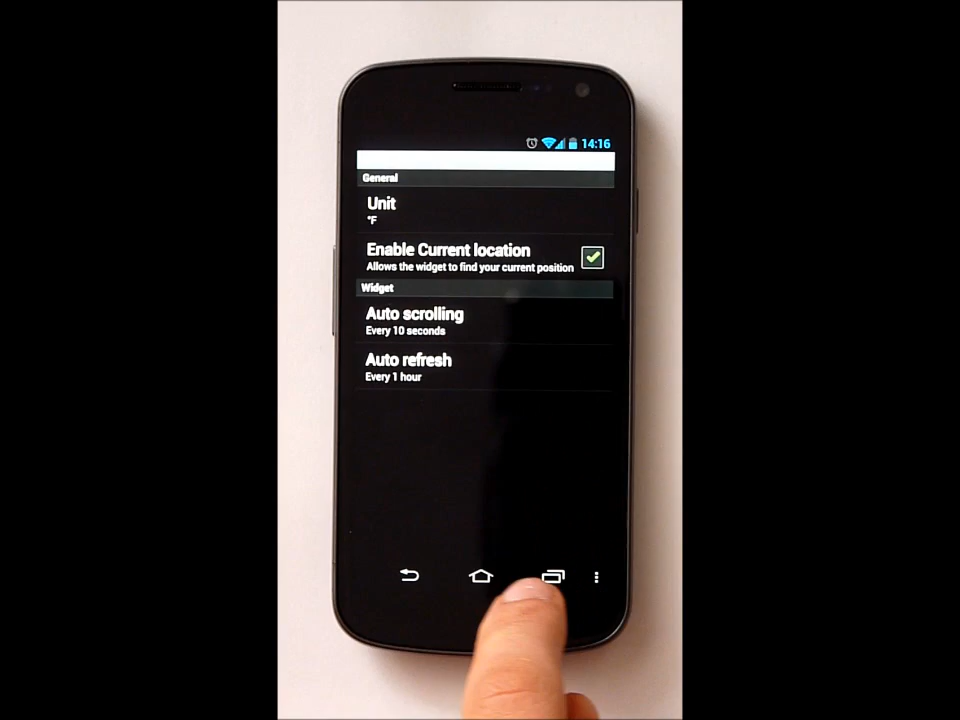 14:16
General
Unit
°F
Enable Current location
Allows the widget to find your current position
Widget
Auto scrolling
Every 10 seconds
Auto refresh
Every 1 hour